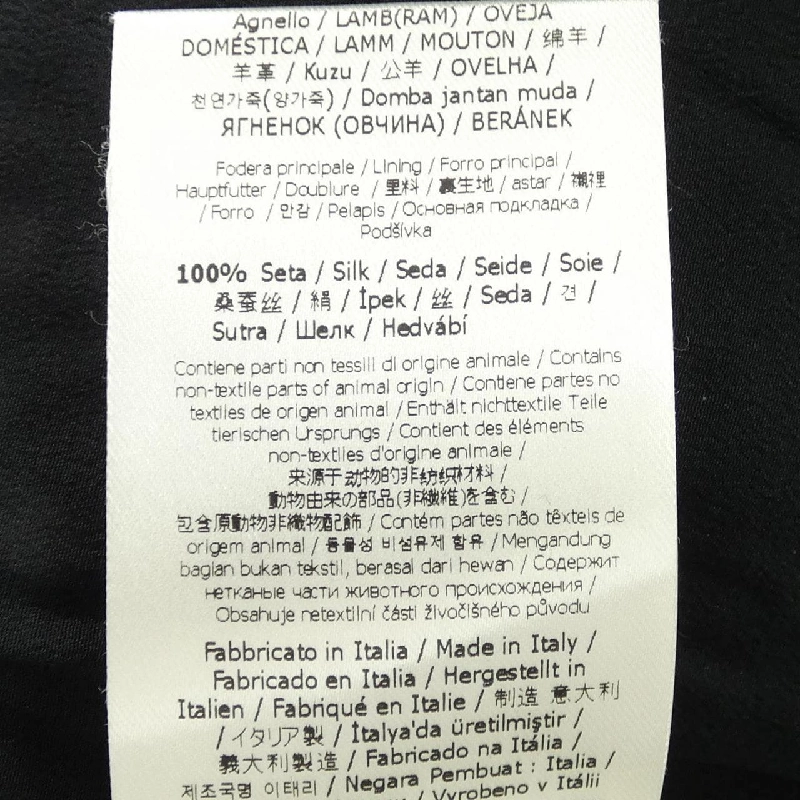 Agnello / LAMB(RAM) / OVEJA
DOMÉSTICA / LAMM / MOUTON / 绵羊 /
羊革 / Kuzu / 公羊 / OVELHA /
천연가죽(양가죽) / Domba jantan muda /
ЯГНЕНОК (ОВЧИНА) / BERÁNEK
Fodera principale / Lining / Forro principal /
Hauptfutter / Doublure / 里料 / 裏生地 / astar / 襯裡
/ Forro / 안감 / Pelapis / Основная подкладка /
Podšívka
100% Seta / Silk / Seda / Seide / Soie /
桑蚕丝 / 絹 / İpek / 丝 / Seda / 견 /
Sutra / Шелк / Hedvábí
Contiene parti non tessili di origine animale / Contains
non-textile parts of animal origin / Contiene partes no
textiles de origen animal / Enthält nichttextile Teile
tierischen Ursprungs / Contient des éléments
non-textiles d'origine animale /
来源于动物的非纺织材料 /
動物由来の部品(非繊維)を含む /
包含原動物非織物配飾 / Contém partes não têxteis de
origem animal / 동물성 비섬유제 함유 / Mengandung
bagian bukan tekstil, berasal dari hewan / Содержит
нетканые части животного происхождения /
Obsahuje netextilní části živočišného původu
Fabbricato in Italia / Made in Italy /
Fabricado en Italia / Hergestellt in
Italien / Fabriqué en Italie / 制造 意大利
/ イタリア製 / İtalya'da üretilmiştir /
義大利製造 / Fabricado na Itália /
제조국명 이태리 / Negara Pembuat : Italia /
/ Vyrobeno v Itálii